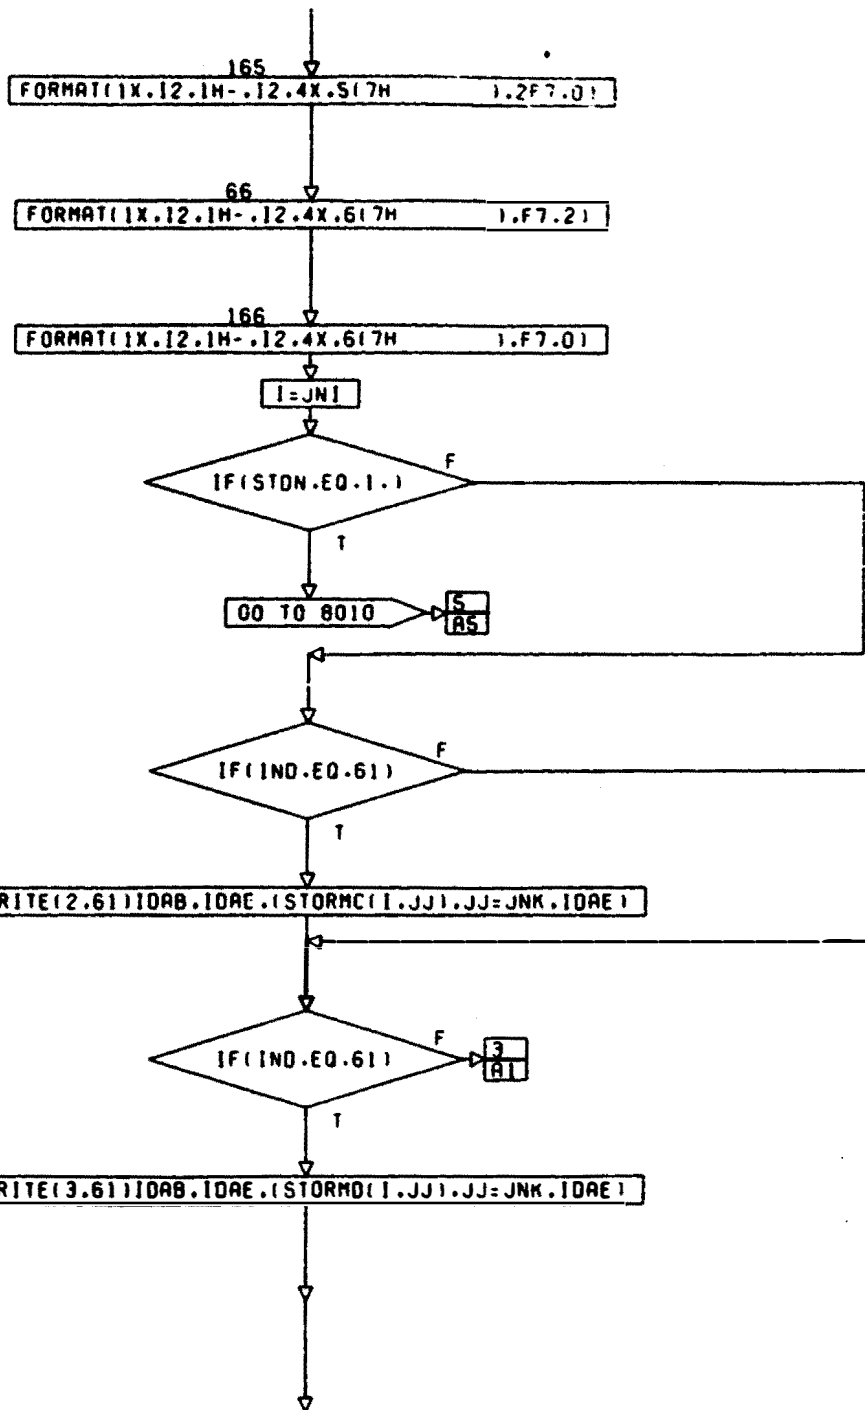 165
FORMAT(1X.I2.1H-.I2.4X.5(7H       ).2F7.0)
66
FORMAT(1X.I2.1H-.I2.4X.6(7H       ).F7.2)
166
FORMAT(1X.I2.1H-.I2.4X.6(7H       ).F7.0)
I=JNI
IF(STDN.EQ.1.)
F
T
GO TO 8010
5
A5
IF(IND.EQ.61)
F
T
RITE(2.61)IDAB.IDAE.(STORMC(I.JJ).JJ=JNK.IDAE)
IF(IND.EQ.61)
F
3
A1
T
RITE(3.61)IDAB.IDAE.(STORMD(I.JJ).JJ=JNK.IDAE)